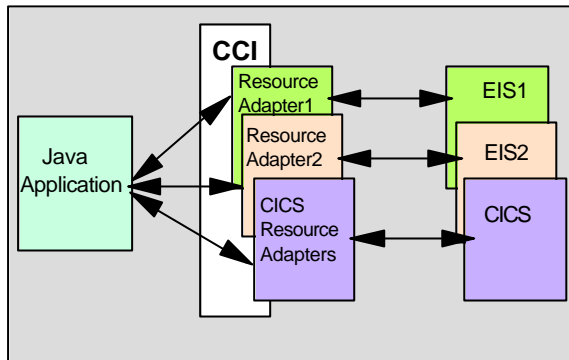 CCI
Resource
Adapter1
EIS1
Resource
Adapter2
EIS2
Java
Application
CICS
Resource
Adapters
CICS